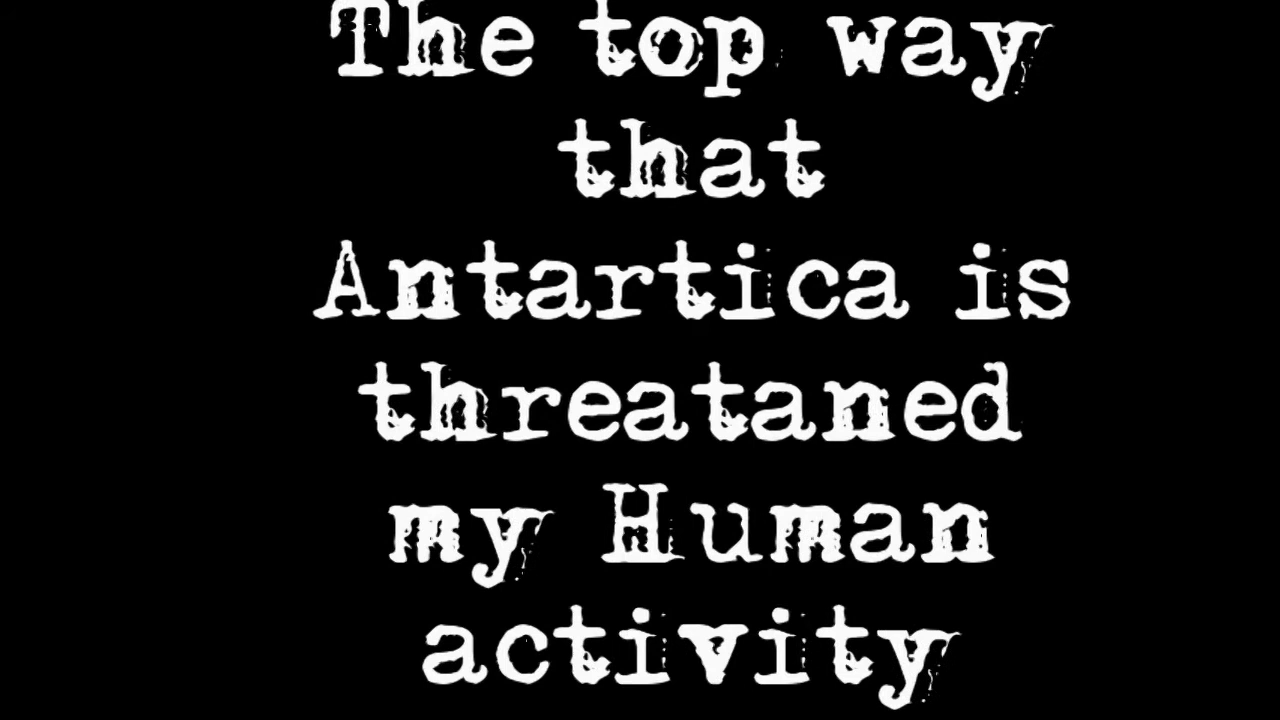 The top way
that
Antartica is
threataned
my Human
activity